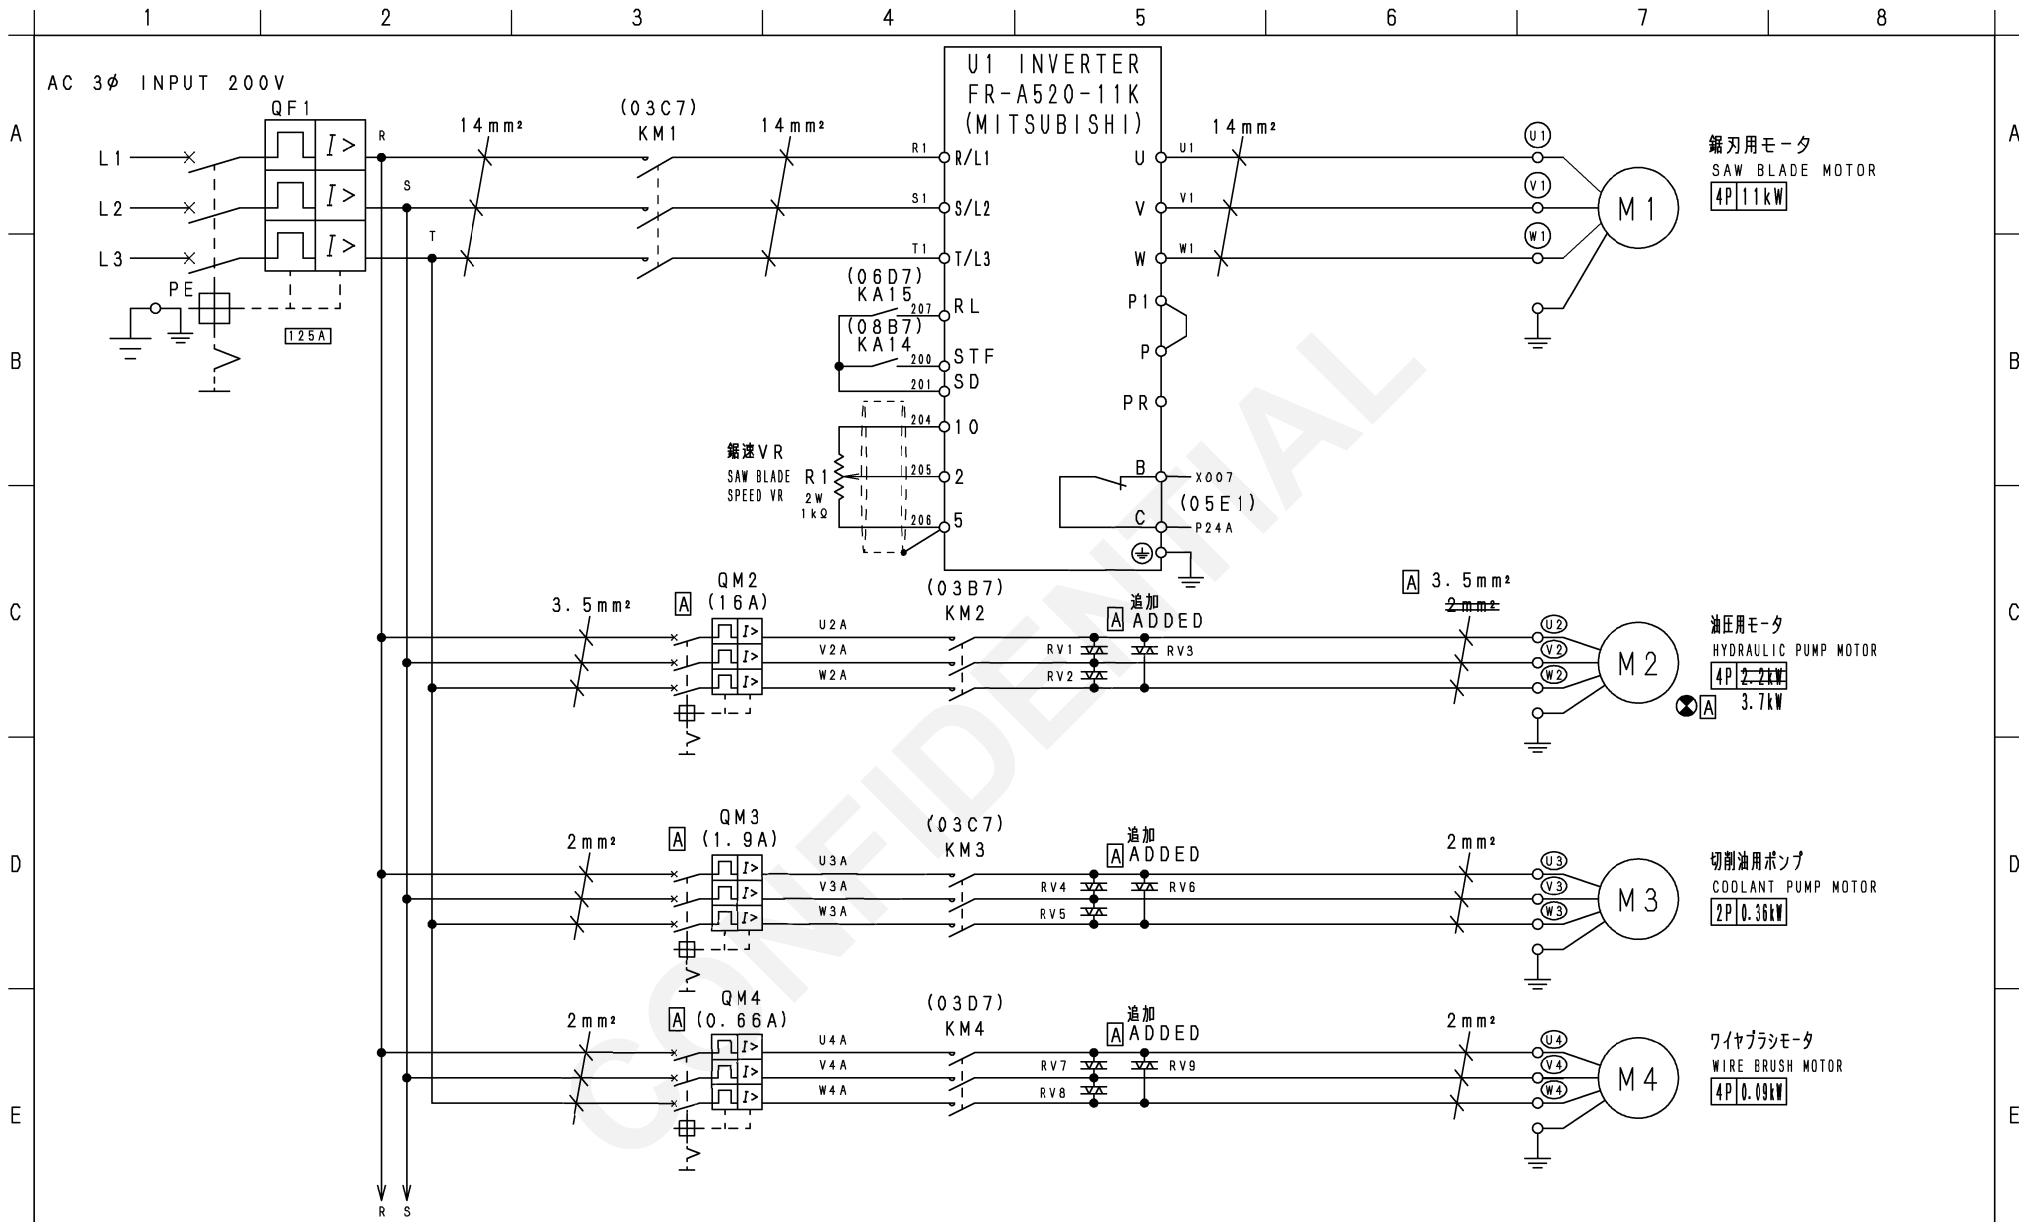 1 2 3 4 5 6 7 8
A A
B B
C C
D D
E E
AC 3φ INPUT 200V
QF1
L1
L2
L3
I>
I>
I>
R
S
T
PE
125A
14mm²
(03C7)
KM1
14mm²
U1 INVERTER
FR-A520-11K
(MITSUBISHI)
R1 R/L1
S1 S/L2
T1 T/L3
(06D7)
KA15
207 RL
(08B7)
KA14
200 STF
201 SD
204 10
205 2
206 5
鋸速VR
SAW BLADE
SPEED VR
R1
2W
1kΩ
U U1
V V1
W W1
P1
P
PR
B X007
(05E1)
C P24A
14mm²
U1
V1
W1
M1
鋸刃用モータ
SAW BLADE MOTOR
4P 11kW
3.5mm²
A
QM2
(16A)
I>
I>
I>
U2A
V2A
W2A
(03B7)
KM2
追加
A ADDED
RV1
RV2
RV3
A 3.5mm²
2mm²
U2
V2
W2
M2
油圧用モータ
HYDRAULIC PUMP MOTOR
4P 2.2kW
3.7kW
A
2mm²
A
QM3
(1.9A)
I>
I>
I>
U3A
V3A
W3A
(03C7)
KM3
追加
A ADDED
RV4
RV5
RV6
2mm²
U3
V3
W3
M3
切削油用ポンプ
COOLANT PUMP MOTOR
2P 0.36kW
2mm²
A
QM4
(0.66A)
I>
I>
I>
U4A
V4A
W4A
(03D7)
KM4
追加
A ADDED
RV7
RV8
RV9
2mm²
U4
V4
W4
M4
ワイヤブラシモータ
WIRE BRUSH MOTOR
4P 0.09kW
R S
CONFIDENTIAL